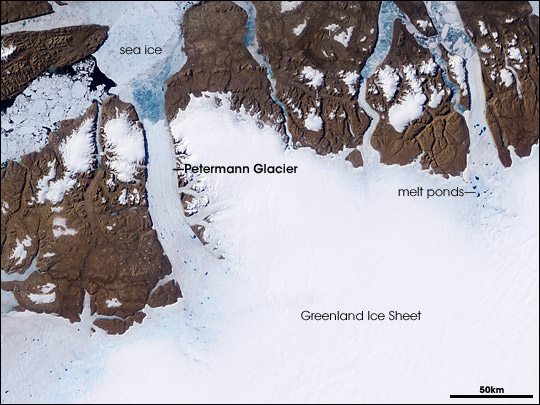 sea ice
Petermann Glacier
melt ponds
Greenland Ice Sheet
50km